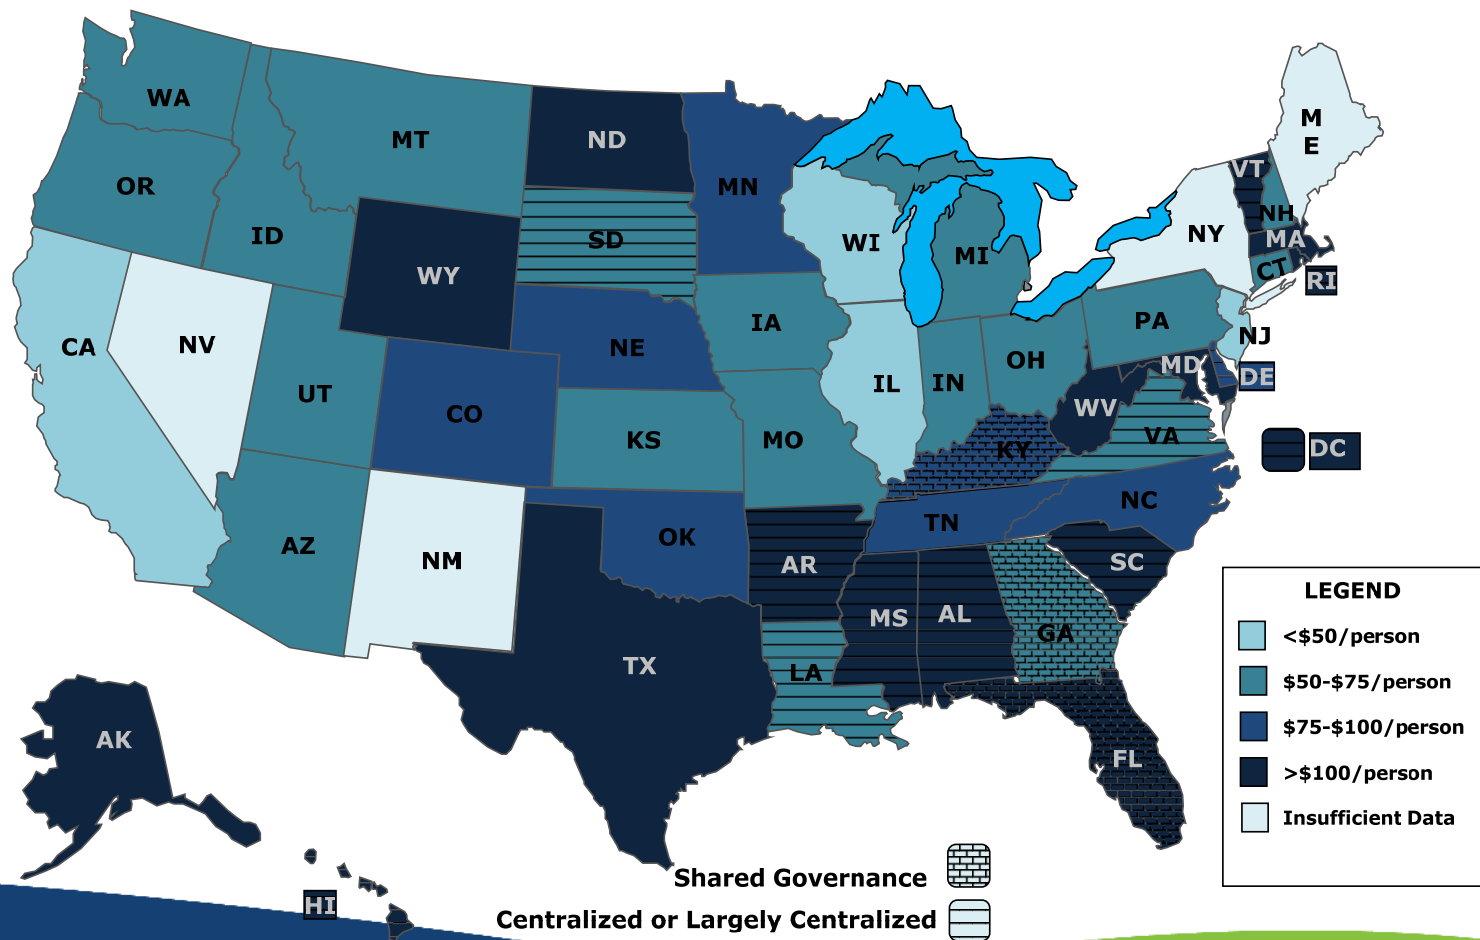 WA
MT
ND
MN
OR
ID
SD
WY
WI
MI
M
E
VT
NH
NY
MA
CT
RI
CA
NV
UT
CO
NE
IA
IL
IN
OH
PA
NJ
MD
DE
WV
VA
DC
KS
MO
KY
AZ
NM
OK
TN
NC
AR
SC
MS
AL
GA
TX
LA
FL
AK
HI
LEGEND
<$50/person
$50-$75/person
$75-$100/person
>$100/person
Insufficient Data
Shared Governance
Centralized or Largely Centralized